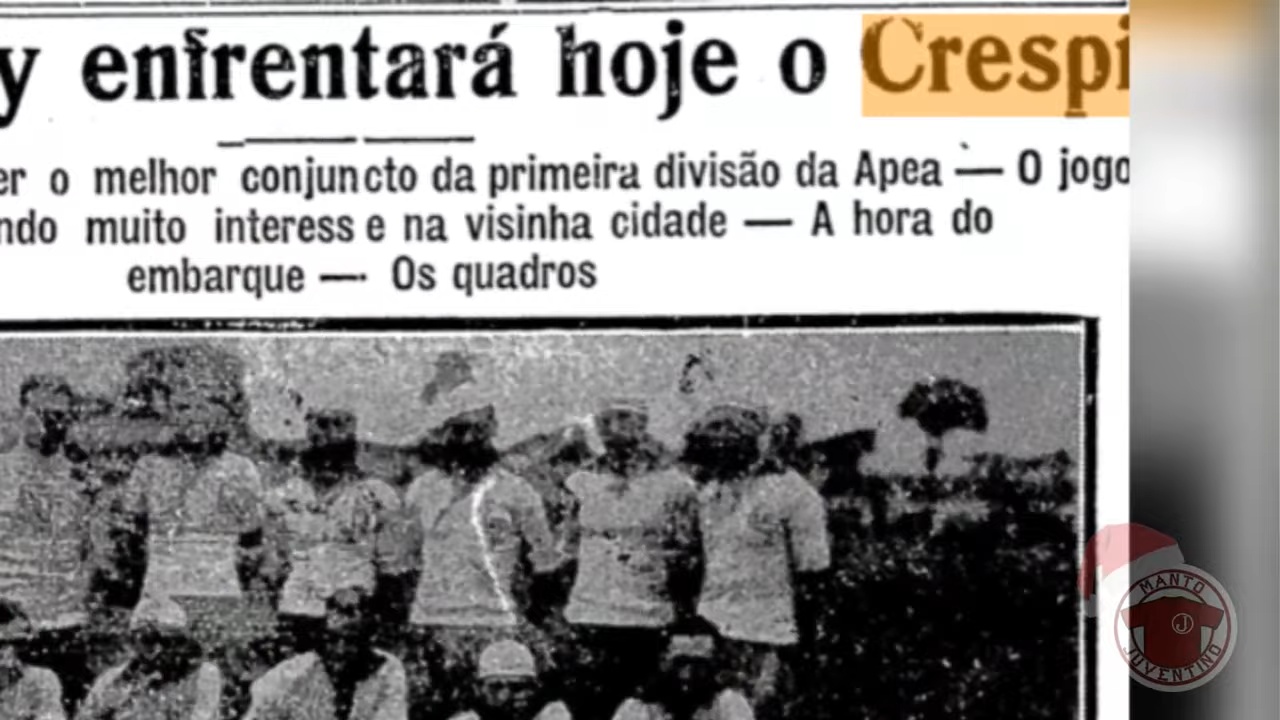 y enfrentará hoje o Crespi
er o melhor conjuncto da primeira divisão da Apea — O jogo
ndo muito interesse na visinha cidade — A hora do
embarque — Os quadros
MANTO
J
JUVENTINO